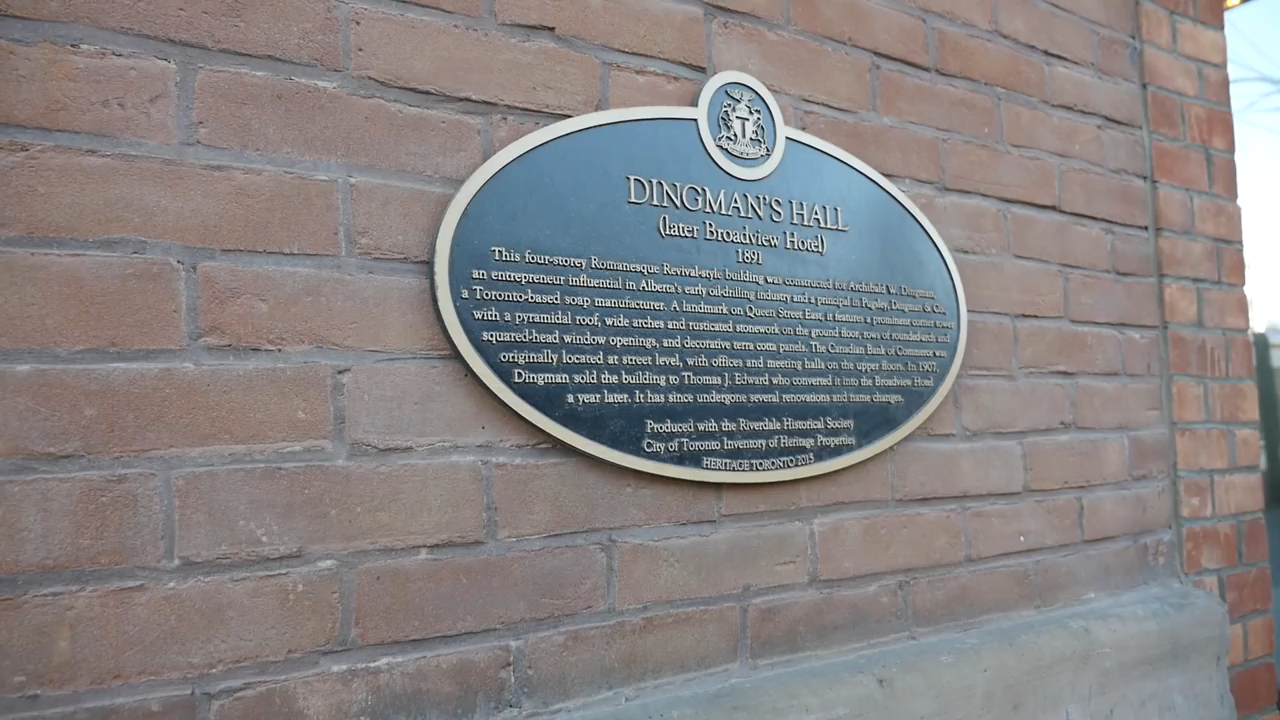 DINGMAN'S HALL
(later Broadview Hotel)
1891
This four-storey Romanesque Revival-style building was constructed for Archibald W. Dingman,
an entrepreneur influential in Alberta's early oil-drilling industry and a principal in Pugsley, Dingman & Co.
a Toronto-based soap manufacturer. A landmark on Queen Street East, it features a prominent corner tower
with a pyramidal roof, wide arches and rusticated stonework on the ground floor, rows of rounded-arch and
squared-head window openings, and decorative terra cotta panels. The Canadian Bank of Commerce was
originally located at street level, with offices and meeting halls on the upper floors. In 1907,
Dingman sold the building to Thomas J. Edward who converted it into the Broadview Hotel
a year later. It has since undergone several renovations and name changes.
Produced with the Riverdale Historical Society
City of Toronto Inventory of Heritage Properties
HERITAGE TORONTO 2015